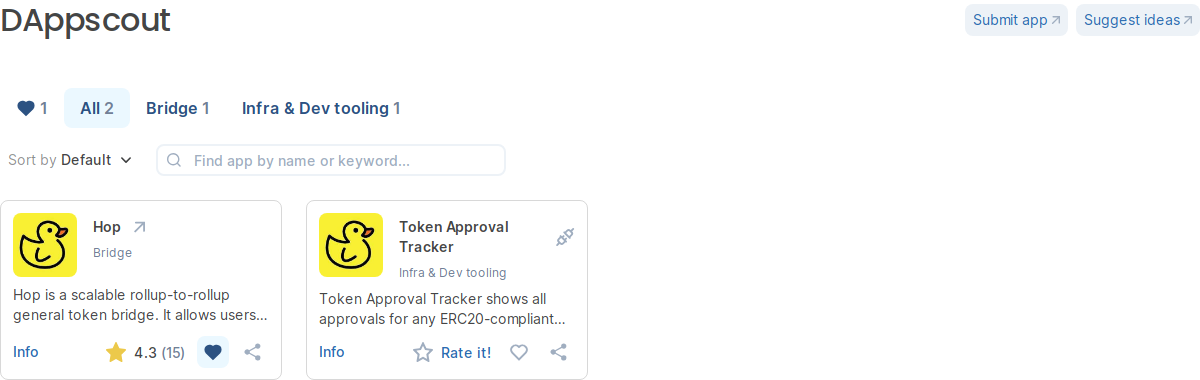 DAppscout
Submit app
Suggest ideas
1
All 2
Bridge 1
Infra & Dev tooling 1
Sort by Default
Find app by name or keyword...
Hop
Bridge
Hop is a scalable rollup-to-rollup
general token bridge. It allows users...
Info
4.3 (15)
Token Approval
Tracker
Infra & Dev tooling
Token Approval Tracker shows all
approvals for any ERC20-compliant...
Info
Rate it!